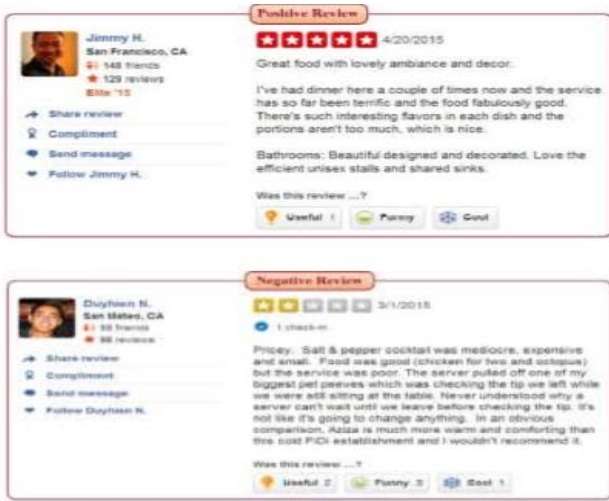 Positive Review
Jimmy H.
San Francisco, CA
148 friends
129 reviews
Elite '15
Share review
Compliment
Send message
Follow Jimmy H.
4/20/2015
Great food with lovely ambiance and decor.
I've had dinner here a couple of times now and the service
has so far been terrific and the food fabulously good.
There's such interesting flavors in each dish and the
portions aren't too much, which is nice.
Bathrooms: Beautiful designed and decorated. Love the
efficient unisex stalls and shared sinks.
Was this review ...?
Useful 1 Funny Cool
Negative Review
Duyhien N.
San Mateo, CA
friends
reviews
Share review
Compliment
Send message
Follow Duyhien N.
3/1/2015
1 check-in
Pricey. Salt & pepper cocktail was mediocre, expensive
and small. Food was good (chicken for two and octopus)
but the service was poor. The server pulled off one of my
biggest pet peeves which was checking the tip we left while
we were still sitting at the table. Never understood why a
server can't wait until we leave before checking the tip. It's
not like it's going to change anything. In an obvious
comparison, Aziza is much more warm and comforting than
this cold FiDi establishment and I wouldn't recommend it.
Was this review ...?
Useful 2 Funny 3 Cool 1